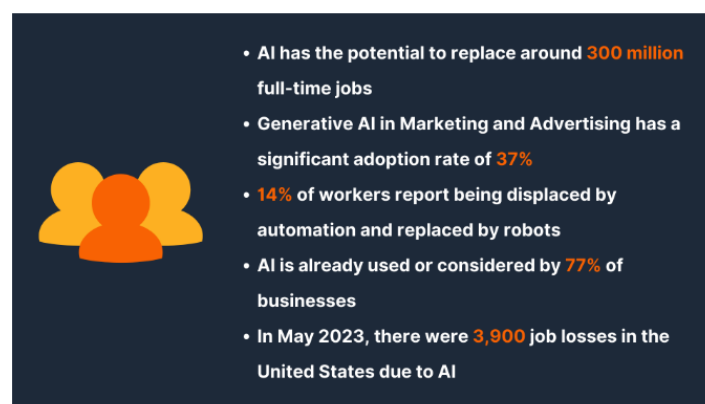 • AI has the potential to replace around 300 million
full-time jobs
• Generative AI in Marketing and Advertising has a
significant adoption rate of 37%
• 14% of workers report being displaced by
automation and replaced by robots
• AI is already used or considered by 77% of
businesses
• In May 2023, there were 3,900 job losses in the
United States due to AI